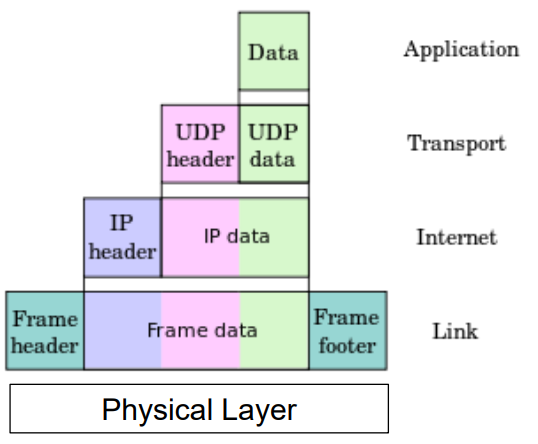 Data
Application
UDP
header
UDP
data
Transport
IP
header
IP data
Internet
Frame
header
Frame data
Frame
footer
Link
Physical Layer